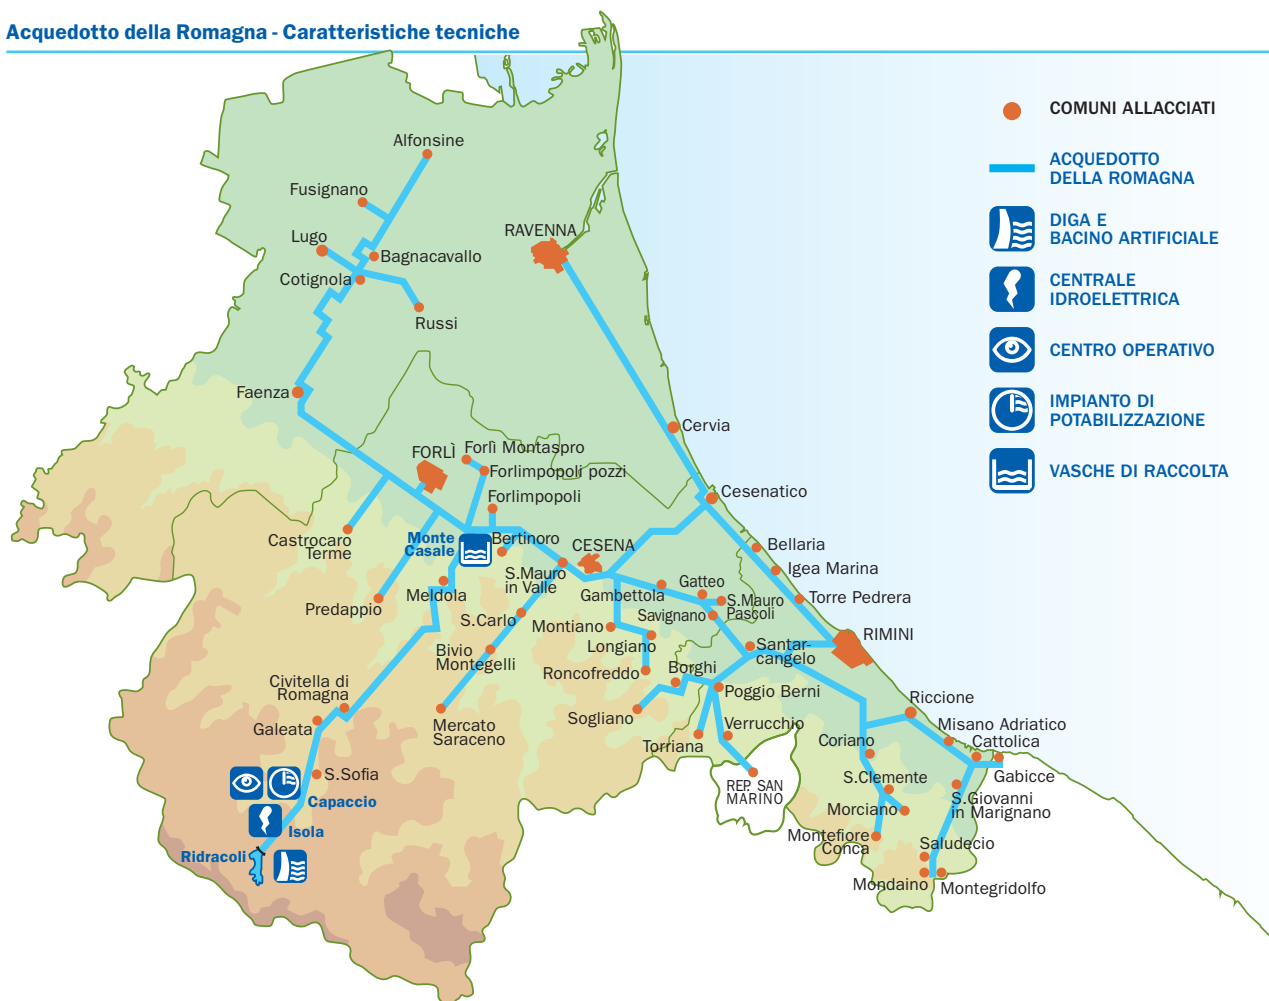 Acquedotto della Romagna - Caratteristiche tecniche
COMUNI ALLACCIATI
ACQUEDOTTO
DELLA ROMAGNA
DIGA E
BACINO ARTIFICIALE
CENTRALE
IDROELETTRICA
CENTRO OPERATIVO
IMPIANTO DI
POTABILIZZAZIONE
VASCHE DI RACCOLTA
Alfonsine
Fusignano
Lugo
RAVENNA
Bagnacavallo
Cotignola
Russi
Faenza
Cervia
FORLÌ
Forlì Montaspro
Forlimpopoli pozzi
Forlimpopoli
Cesenatico
Castrocaro
Terme
Monte
Casale
Bertinoro
CESENA
Bellaria
S.Mauro
in Valle
Igea Marina
Gatteo
Meldola
Gambettola
Predappio
S.Mauro
Pascoli
Torre Pedrera
S.Carlo
Savignano
Montiano
RIMINI
Longiano
Santar-
cangelo
Bivio
Montegelli
Roncofreddo
Borghi
Civitella di
Romagna
Poggio Berni
Riccione
Galeata
Mercato
Saraceno
Sogliano
Verrucchio
Torriana
Misano Adriatico
Coriano
Cattolica
S.Sofia
REP. SAN
MARINO
S.Clemente
Gabicce
Capaccio
Morciano
S.Giovanni
in Marignano
Isola
Montefiore
Conca
Saludecio
Ridracoli
Mondaino
Montegridolfo